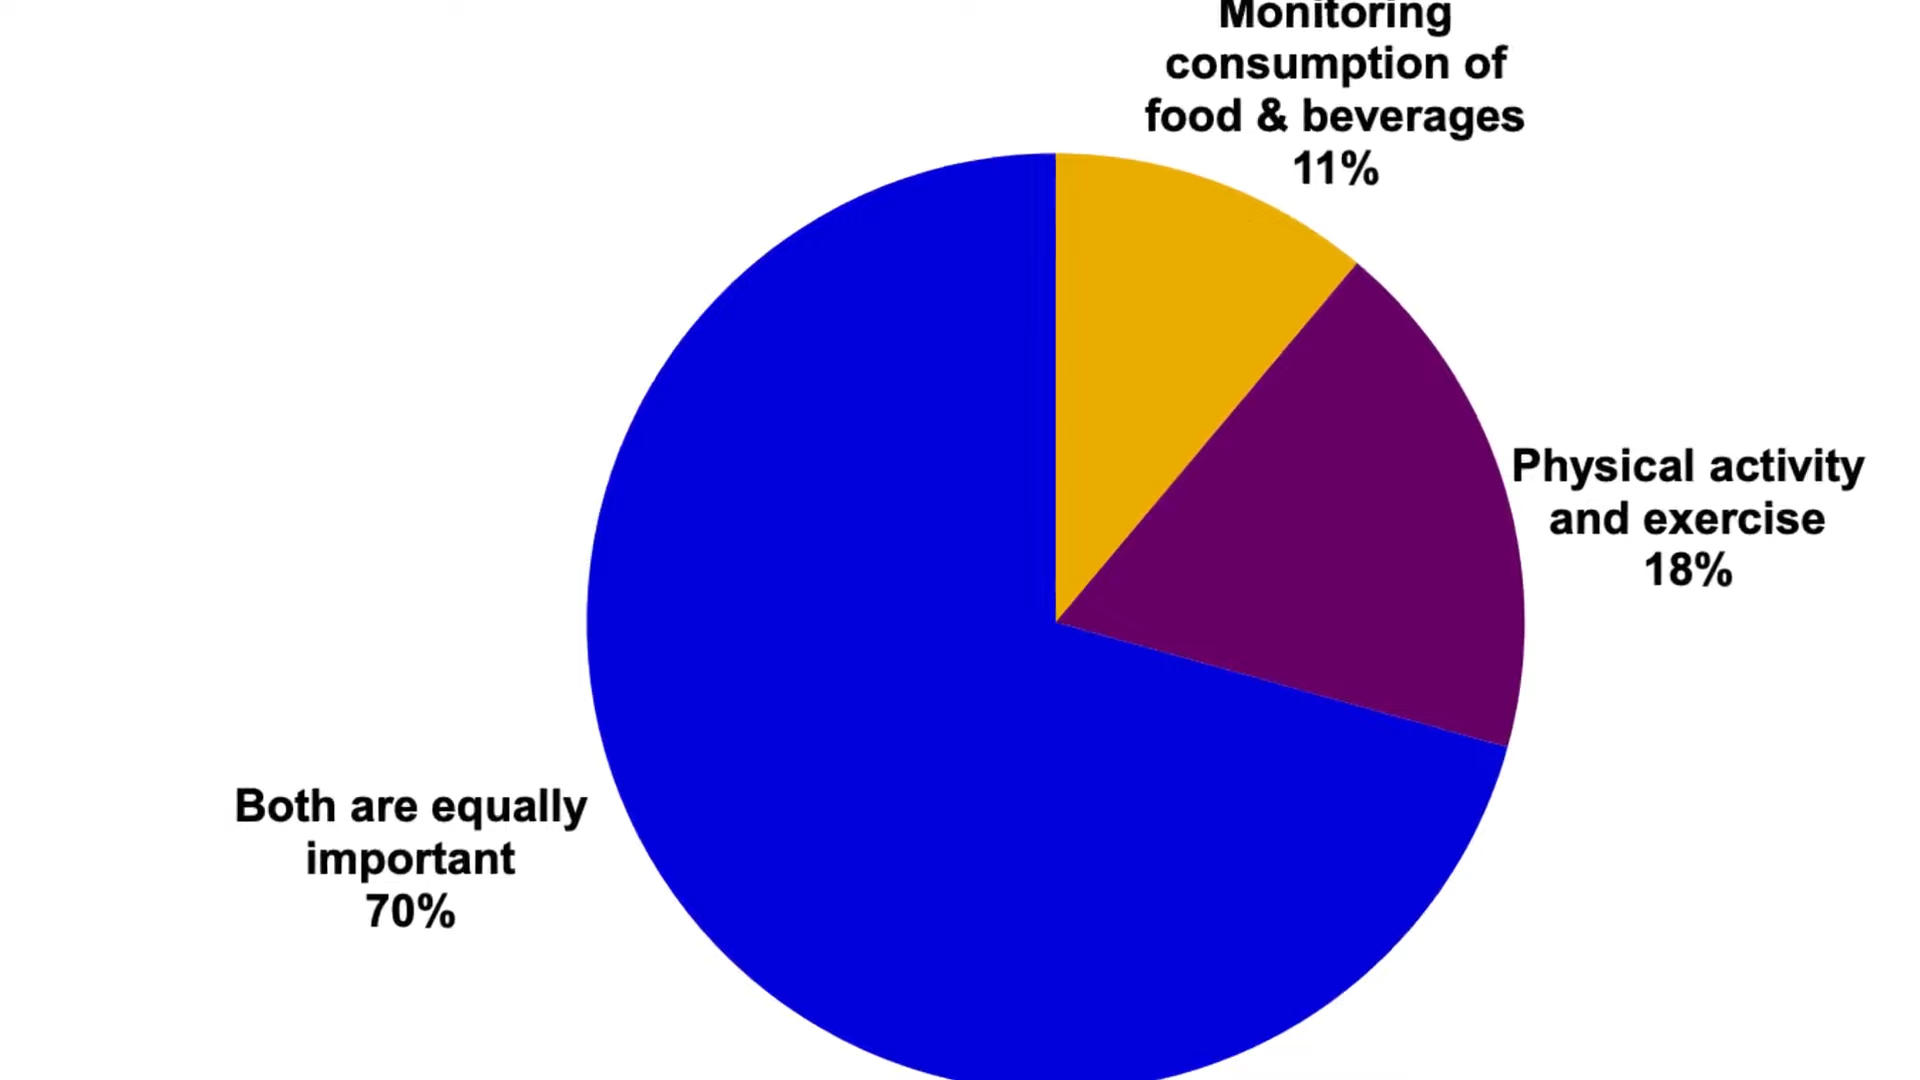 Monitoring
consumption of
food & beverages
11%
Physical activity
and exercise
18%
Both are equally
important
70%